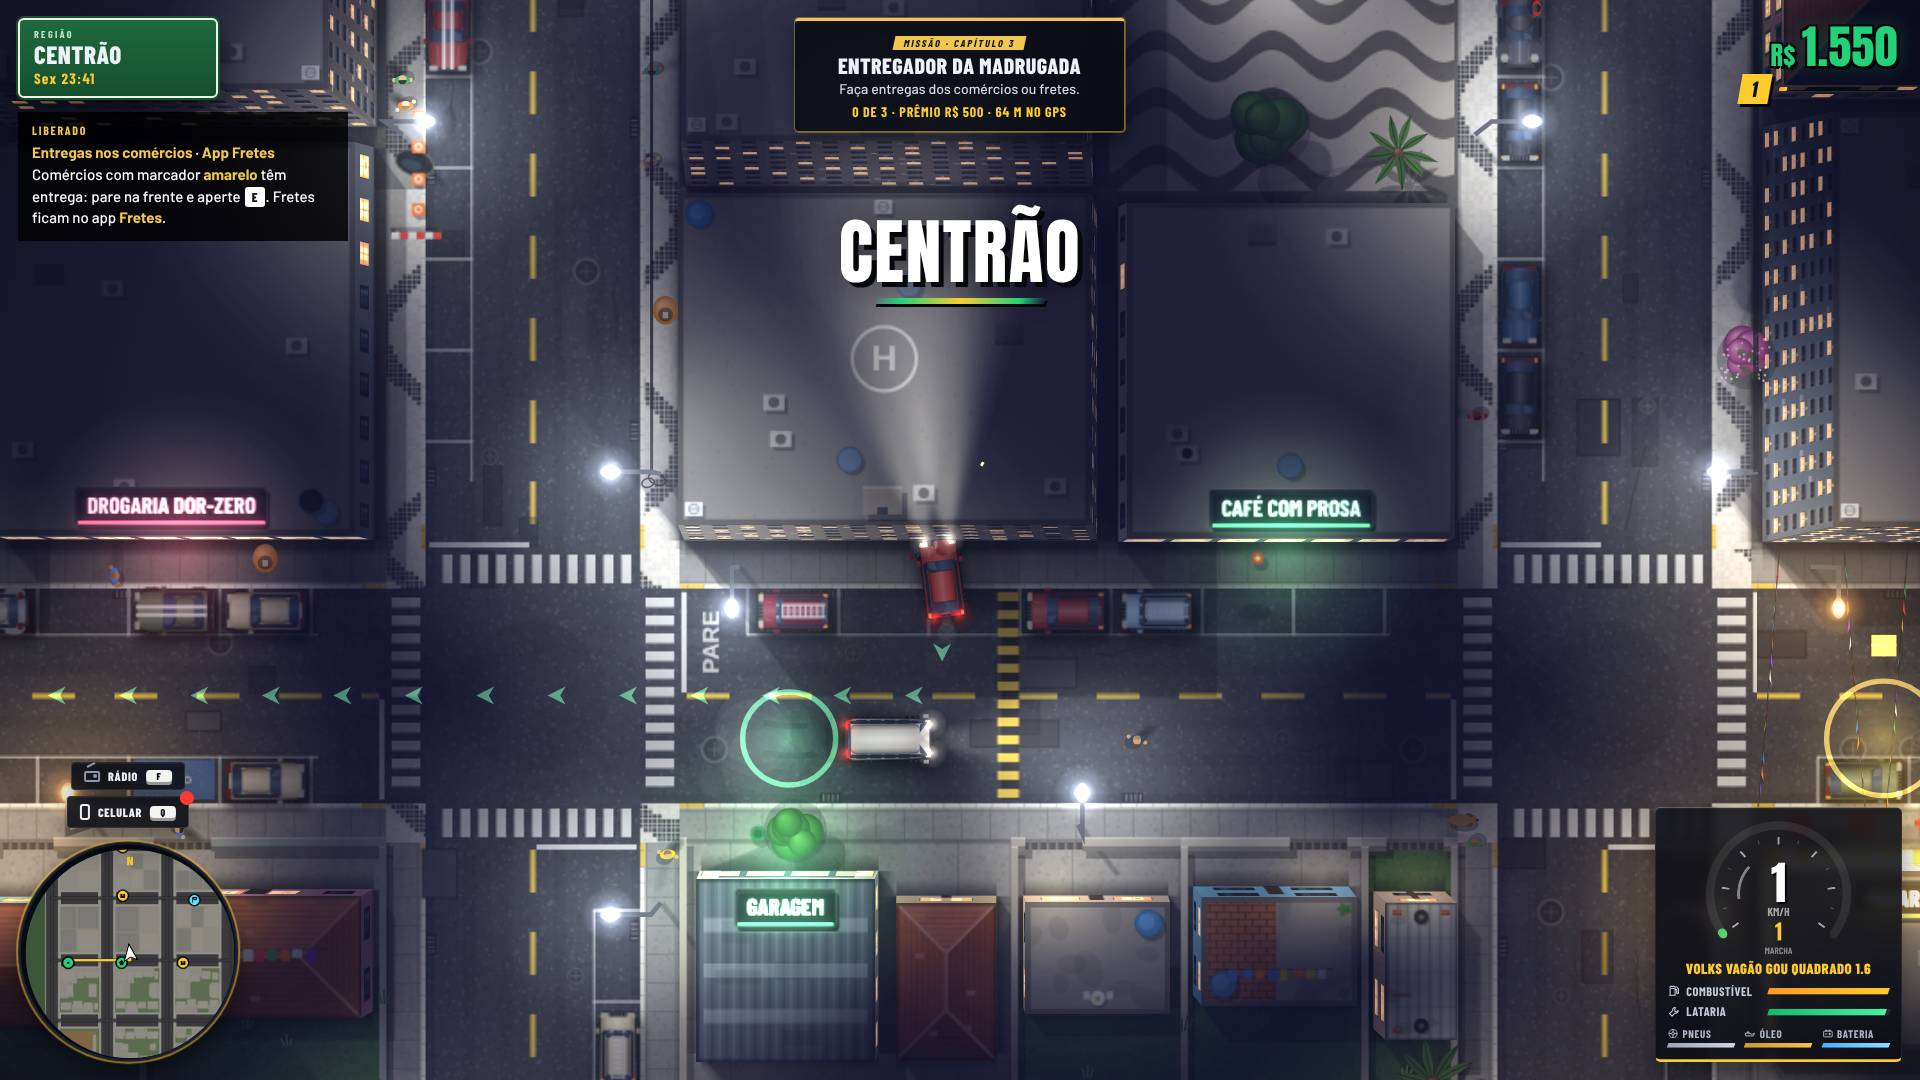 REGIÃO
CENTRÃO
Sex 23:41
LIBERADO
Entregas nos comércios · App Fretes
Comércios com marcador amarelo têm
entrega: pare na frente e aperte E. Fretes
ficam no app Fretes.
MISSÃO · CAPÍTULO 3
ENTREGADOR DA MADRUGADA
Faça entregas dos comércios ou fretes.
0 DE 3 · PRÊMIO R$ 500 · 64 M NO GPS
R$ 1.550
1
CENTRÃO
H
DROGARIA DOR-ZERO
CAFÉ COM PROSA
PARE
RÁDIO F
CELULAR Q
N
GARAGEM
1
KM/H
1
MARCHA
VOLKS VAGÃO GOU QUADRADO 1.6
COMBUSTÍVEL
LATARIA
PNEUS
ÓLEO
BATERIA